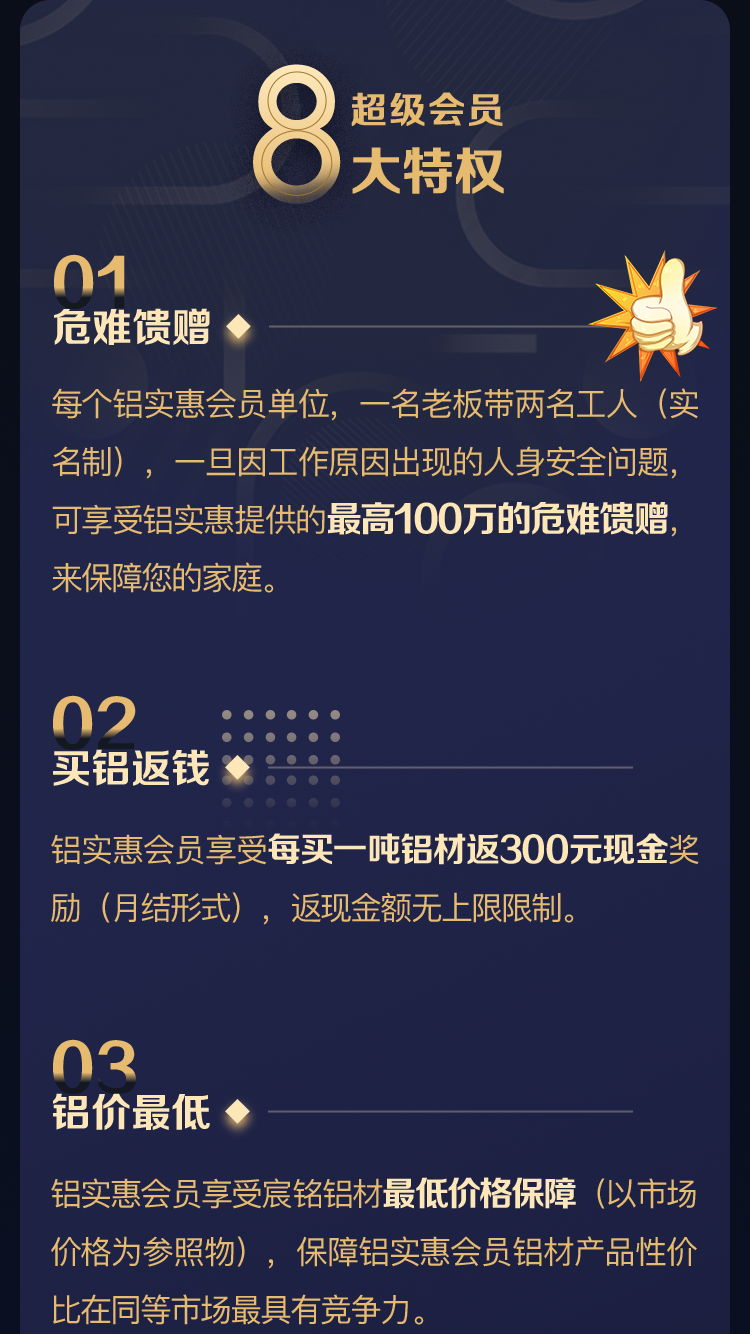 8
超级会员
大特权
01
危难馈赠
每个铝实惠会员单位，一名老板带两名工人（实
名制），一旦因工作原因出现的人身安全问题，
可享受铝实惠提供的最高100万的危难馈赠，
来保障您的家庭。
02
买铝返钱
铝实惠会员享受每买一吨铝材返300元现金奖
励（月结形式），返现金额无上限限制。
03
铝价最低
铝实惠会员享受宸铭铝材最低价格保障（以市场
价格为参照物），保障铝实惠会员铝材产品性价
比在同等市场最具有竞争力。